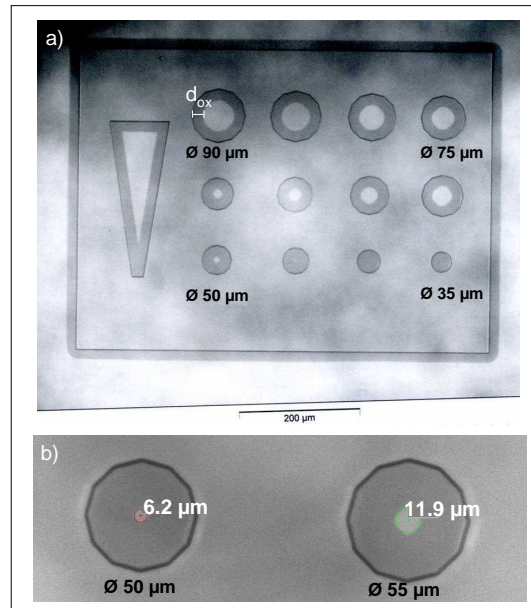 a)
dox
Ø 90 µm
Ø 75 µm
Ø 50 µm
Ø 35 µm
200 µm
b)
6.2 µm
11.9 µm
Ø 50 µm
Ø 55 µm